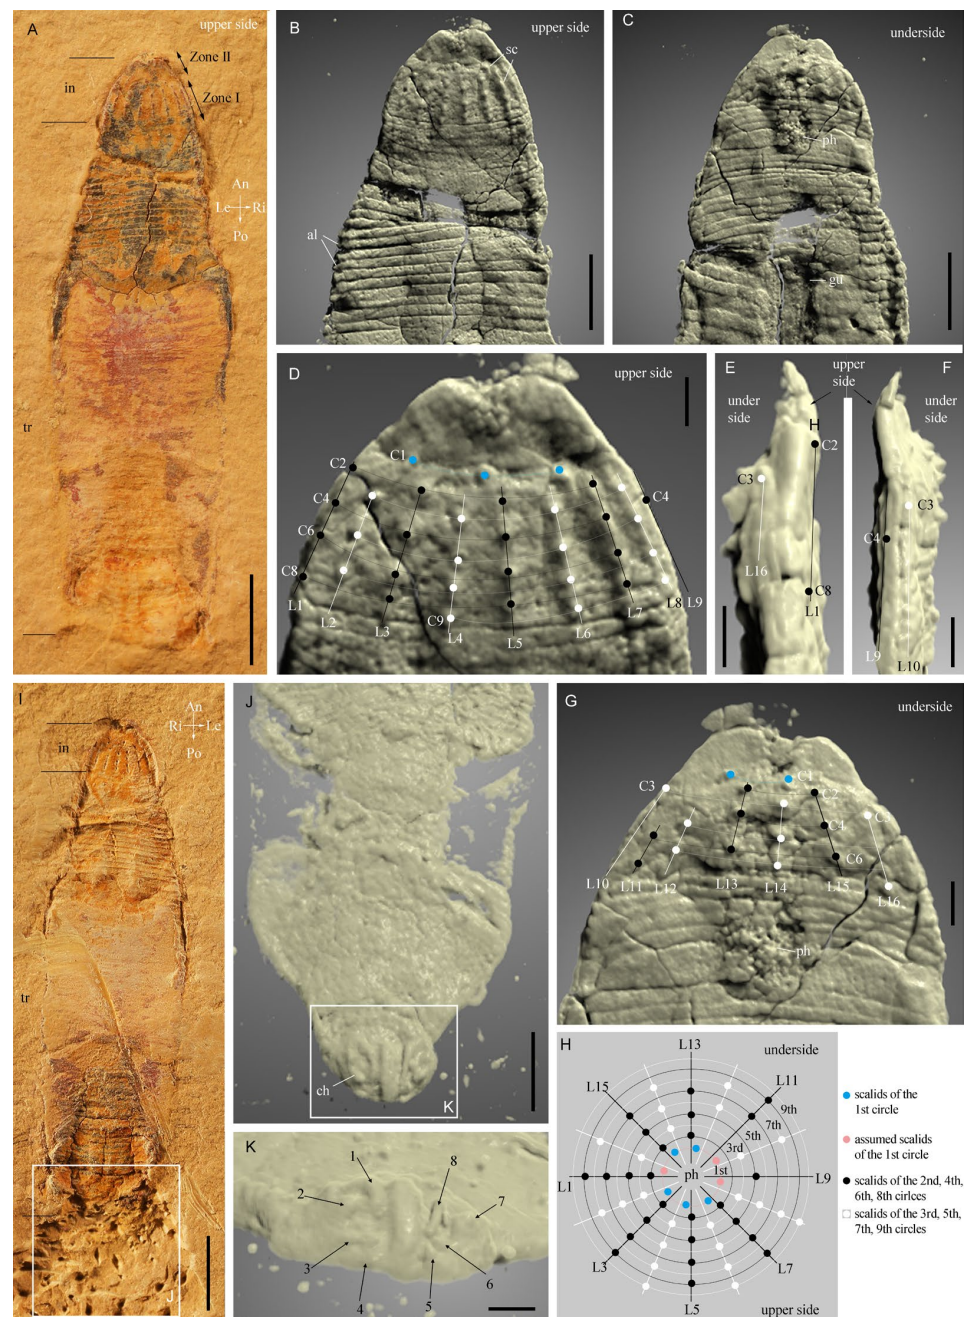 A
upper side
Zone II
in
Zone I
An
Le
Ri
Po
al
tr
B
upper side
sc
al
C
underside
ph
gu
D
upper side
C2
C1
C4
C4
C6
C8
L1
L2
L3
C9
L4
L5
L6
L7
L8
L9
E
upper
side
F
under
side
under
side
H
C2
C3
C3
C4
L16
C8
L1
L9
L10
I
An
Ri
Le
Po
in
tr
J
J
ch
K
G
underside
C3
C1
C2
C3
C4
C6
L10
L11
L12
L13
L14
L15
L16
ph
K
1
8
2
7
3
6
4
5
H
L13
underside
L15
L11
9th
7th
5th
3rd
1st
ph
L1
L9
L3
L7
L5
upper side
scalids of the
1st circle
assumed scalids
of the 1st circle
scalids of the 2nd, 4th,
6th, 8th cirlces
scalids of the 3rd, 5th,
7th, 9th circles